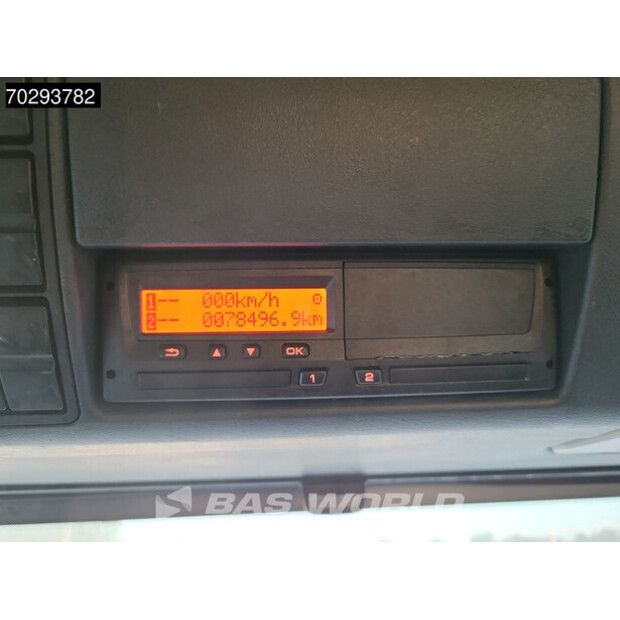 70293782
1-- 000km/h
2-- 0078496.9km
OK
1 2
BAS WORLD